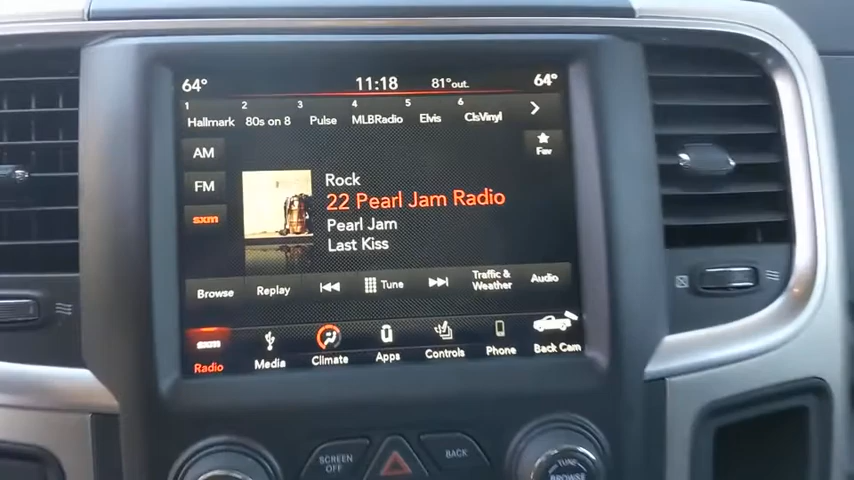 64° 11:18 81°out 64°
1 2 3 4 5 6
Hallmark 80s on 8 Pulse MLBRadio Elvis ClsVinyl
AM
FM
sxm
Fav
Rock
22 Pearl Jam Radio
Pearl Jam
Last Kiss
Browse Replay Tune Traffic & Weather Audio
sxm
Radio Media Climate Apps Controls Phone Back Cam
SCREEN OFF BACK
TUNE
BROWSE